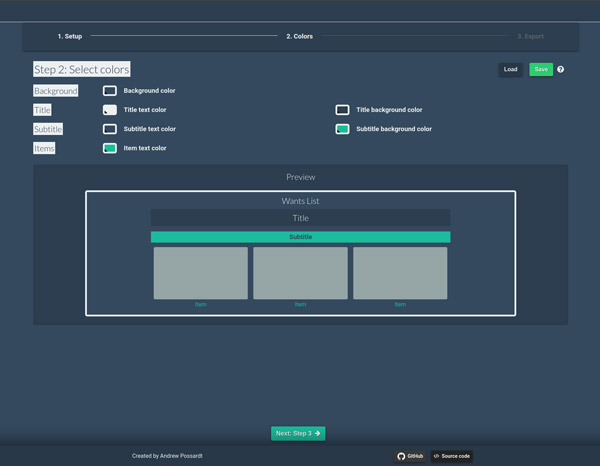 1. Setup
2. Colors
3. Export
Step 2: Select colors
Load
Save
?
Background
Background color
Title
Title text color
Title background color
Subtitle
Subtitle text color
Subtitle background color
Items
Item text color
Preview
Wants List
Title
Subtitle
Item
Item
Item
Next: Step 3 →
Created by Andrew Possardt
GitHub
</> Source code